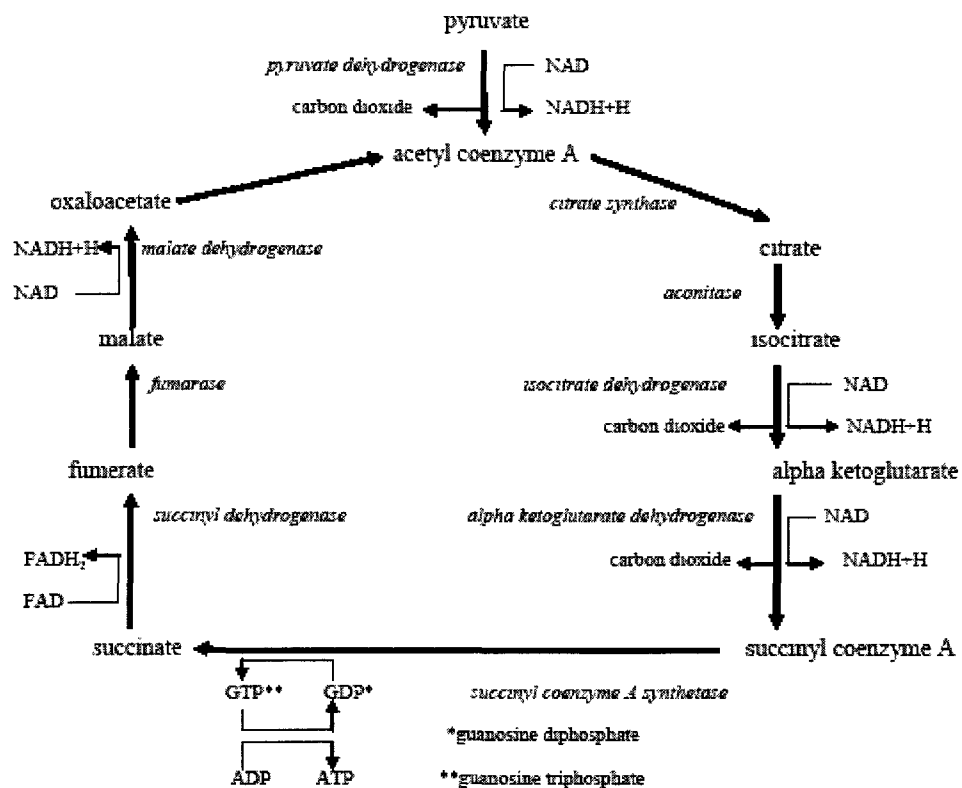 pyruvate
pyruvate dehydrogenase
NAD
carbon dioxide
NADH+H
acetyl coenzyme A
oxaloacetate
citrate synthase
NADH+H
malate dehydrogenase
citrate
NAD
aconitase
malate
isocitrate
fumarase
isocitrate dehydrogenase
NAD
carbon dioxide
NADH+H
fumerate
alpha ketoglutarate
succinyl dehydrogenase
alpha ketoglutarate dehydrogenase
NAD
FADH₂
carbon dioxide
NADH+H
FAD
succinate
succinyl coenzyme A
GTP**
GDP*
succinyl coenzyme A synthetase
*guanosine diphosphate
ADP
ATP
**guanosine triphosphate